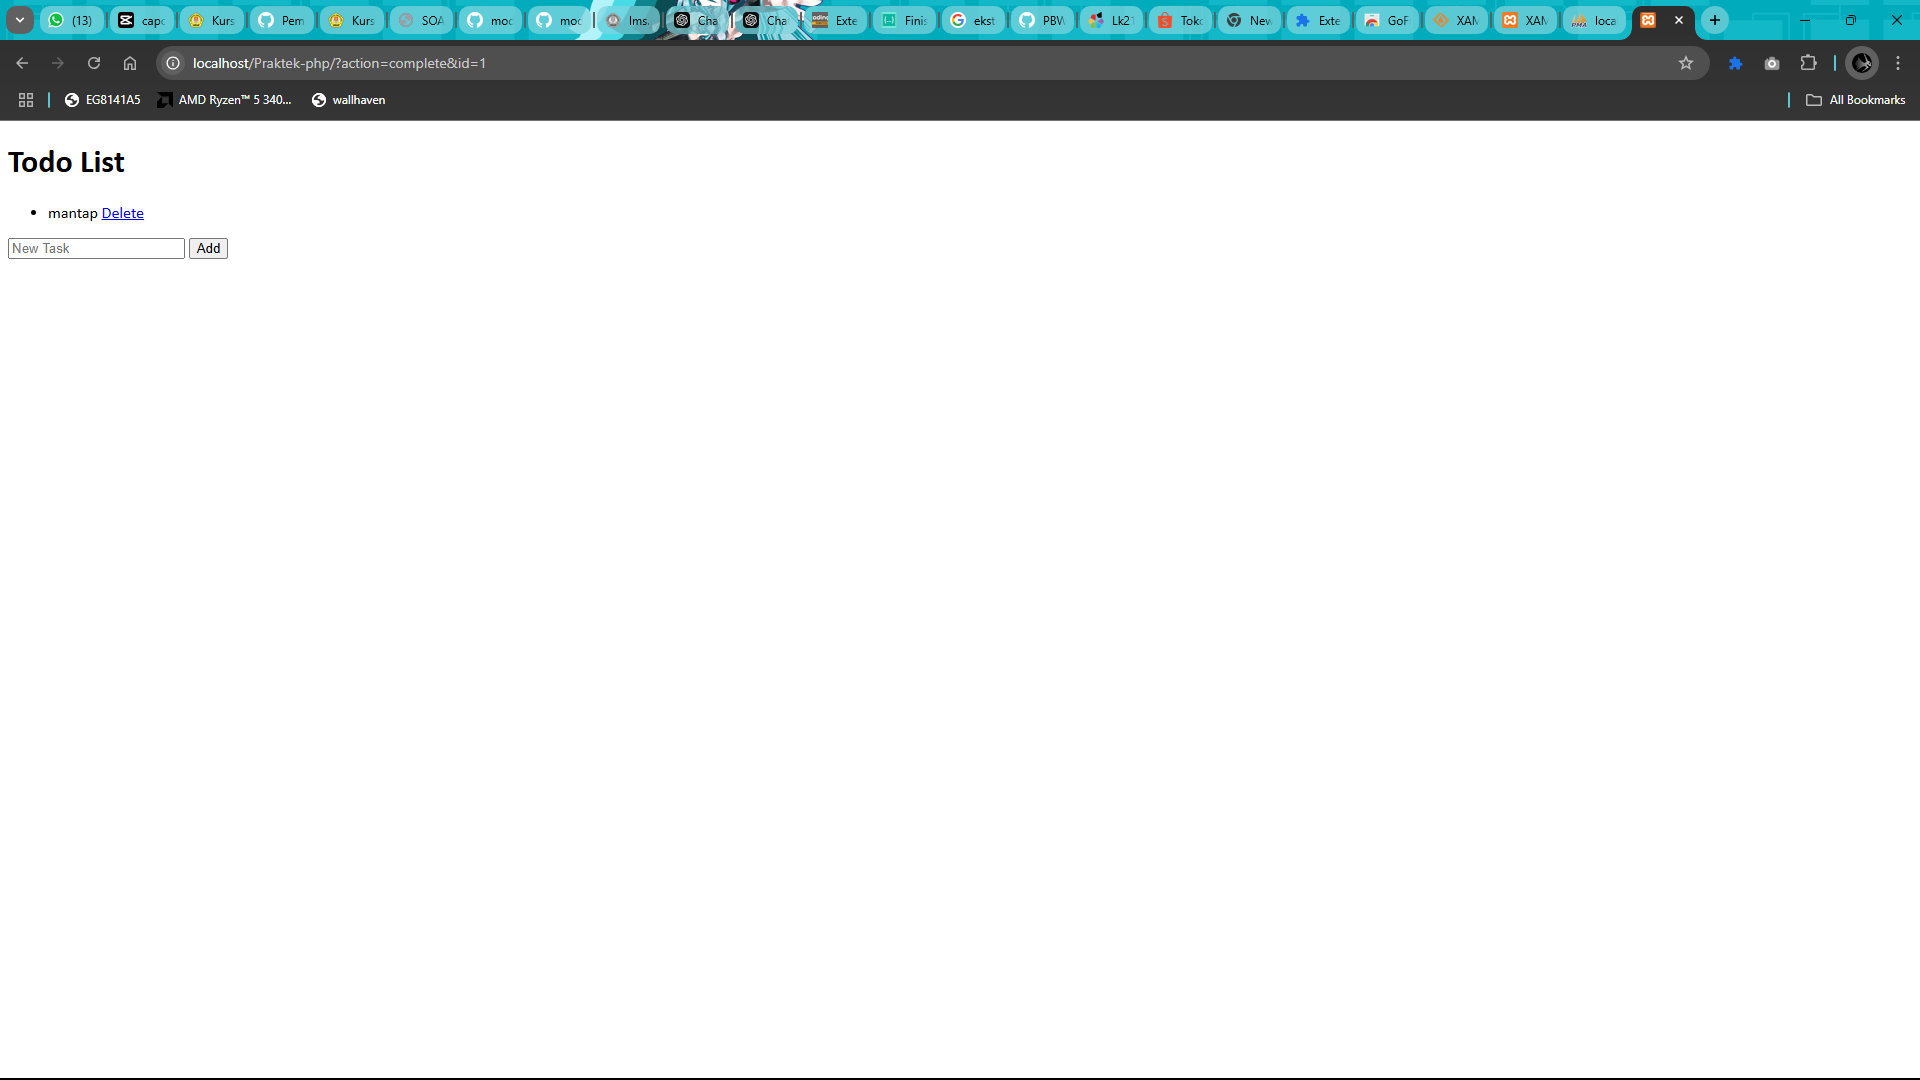 (13) capc Kurs Pem Kurs SOA moc moc lms. Cha Cha Exte Finis ekst PBW Lk21 Toko New Exte GoF XAM XAM loca
localhost/Praktek-php/?action=complete&id=1
EG8141A5 AMD Ryzen™ 5 340... wallhaven All Bookmarks
Todo List
• mantap Delete
New Task Add